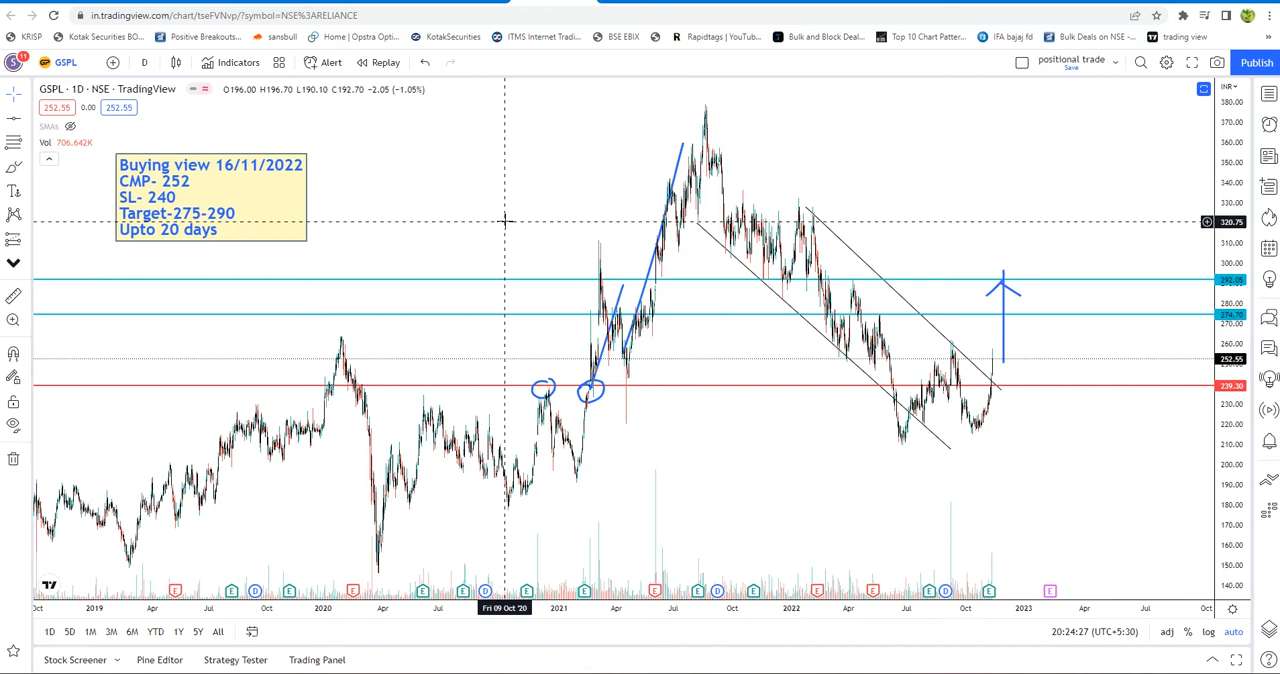 in.tradingview.com/chart/tseFVNvp/?symbol=NSE%3ARELIANCE
KRISP
Kotak Securities BO...
Positive Breakouts...
sansbull
Home | Opstra Opti...
KotakSecurities
ITMS Internet Tradi...
BSE EBIX
Rapidtags | YouTub...
Bulk and Block Deal...
Top 10 Chart Patter...
IFA bajaj fd
Bulk Deals on NSE -...
trading view
»
S
11
GSPL
D
Indicators
Alert
Replay
positional trade
Save
Publish
GSPL · 1D · NSE · TradingView
O196.00 H196.70 L190.10 C192.70 -2.05 (-1.05%)
INR
252.55
0.00
252.55
SMAs
Vol 706.642K
Buying view 16/11/2022
CMP- 252
SL- 240
Target-275-290
Upto 20 days
380.00
370.00
360.00
350.00
340.00
330.00
320.75
310.00
300.00
292.05
280.00
274.70
270.00
260.00
252.55
239.30
230.00
220.00
210.00
200.00
190.00
180.00
170.00
160.00
150.00
140.00
E E D E E E E D E E E E D E E E E D E E
Oct
2019
Apr
Jul
Oct
2020
Apr
Jul
Fri 09 Oct '20
2021
Apr
Jul
Oct
2022
Apr
Jul
Oct
2023
Apr
Jul
Oct
1D 5D 1M 3M 6M YTD 1Y 5Y All
20:24:27 (UTC+5:30)
adj % log auto
Stock Screener
Pine Editor
Strategy Tester
Trading Panel